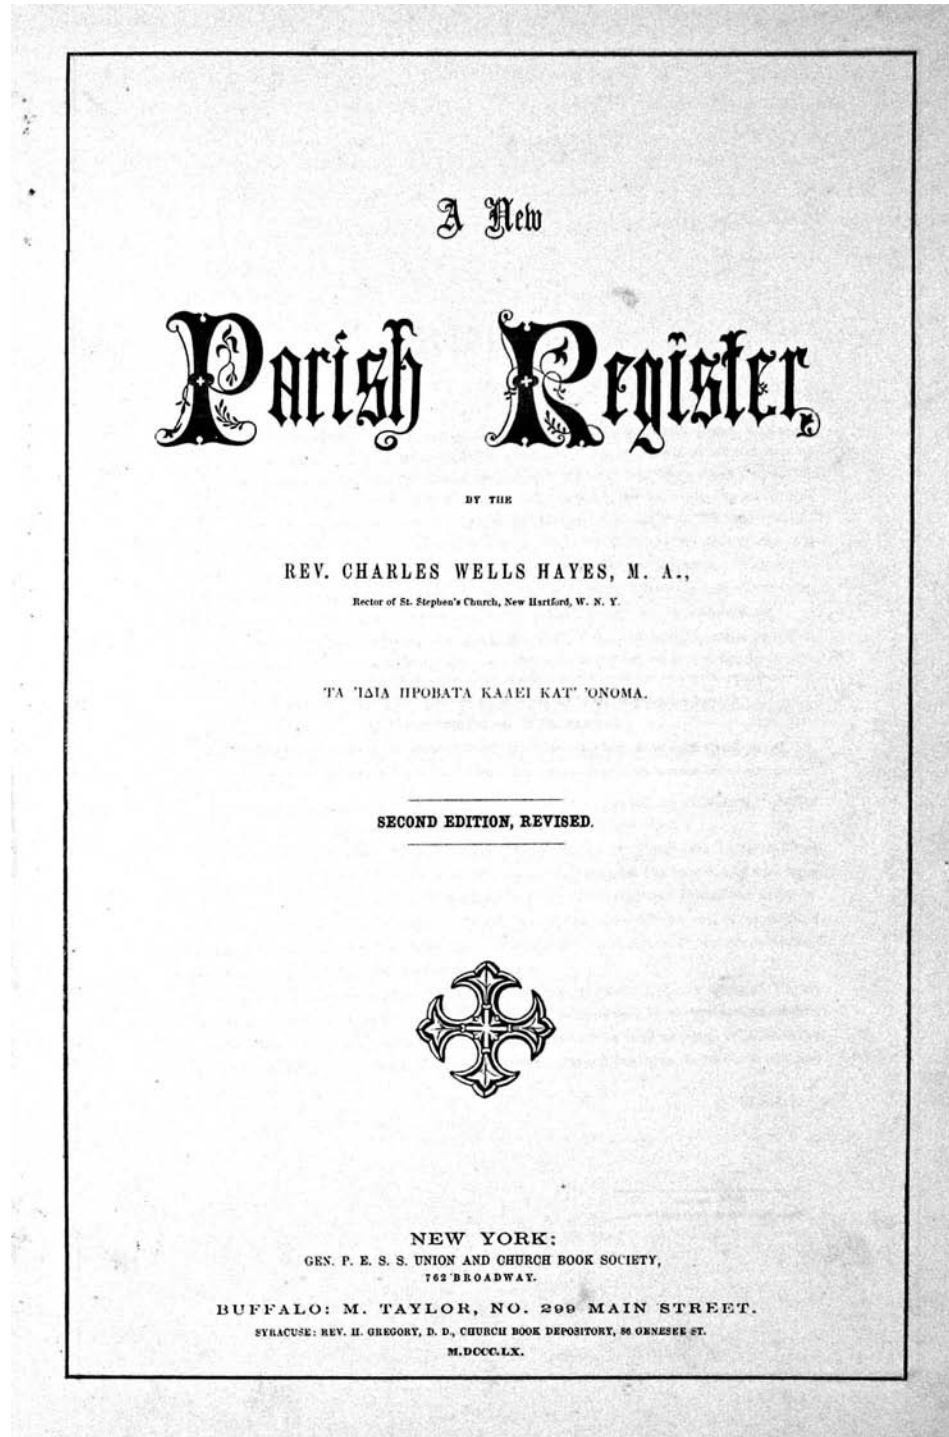 A New
Parish Register
BY THE
REV. CHARLES WELLS HAYES, M. A.,
Rector of St. Stephen's Church, New Hartford, W. N. Y.
ΤΑ ἸΔΙΑ ΠΡΟΒΑΤΑ ΚΑΛΕΙ ΚΑΤ' ὈΝΟΜΑ.
SECOND EDITION, REVISED.
NEW YORK:
GEN. P. E. S. S. UNION AND CHURCH BOOK SOCIETY,
762 BROADWAY.
BUFFALO: M. TAYLOR, NO. 299 MAIN STREET.
SYRACUSE: REV. H. GREGORY, D. D., CHURCH BOOK DEPOSITORY, 86 GENESEE ST.
M.DCCC.LX.